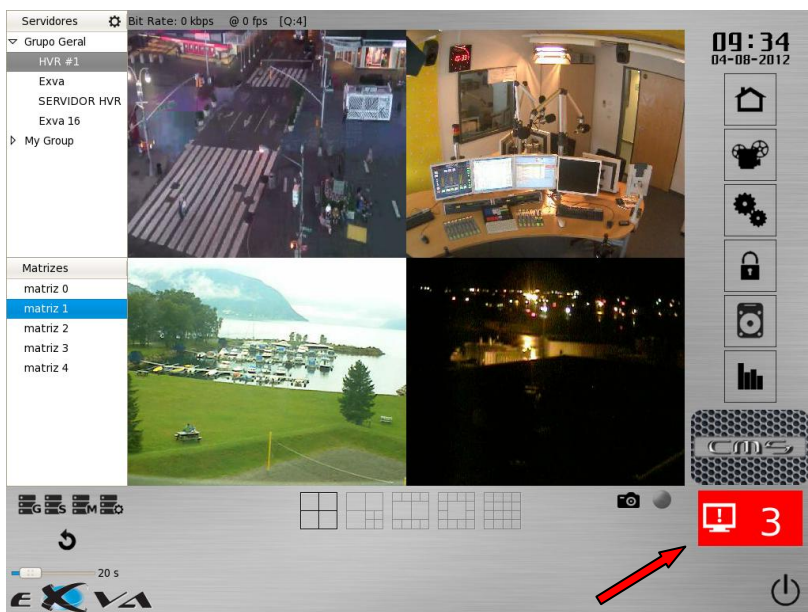 Servidores
Bit Rate: 0 kbps @ 0 fps [Q:4]
Grupo Geral
HVR #1
Exva
SERVIDOR HVR
Exva 16
My Group
Matrizes
matriz 0
matriz 1
matriz 2
matriz 3
matriz 4
G S M
20 s
EXVA
09:34
04-08-2012
CMS
! 3